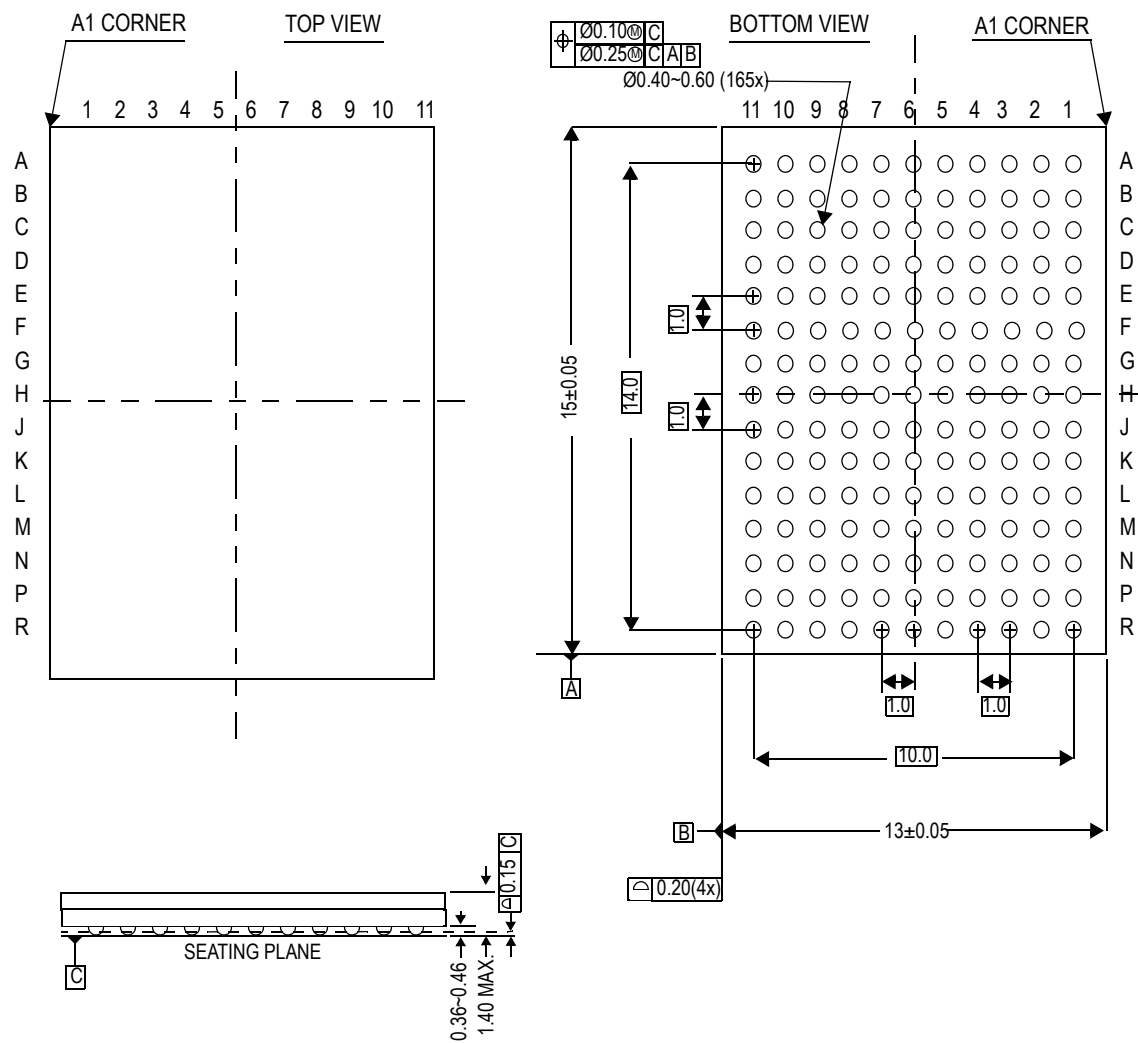 A1 CORNER
TOP VIEW
1 2 3 4 5 6 7 8 9 10 11
A
B
C
D
E
F
G
H
J
K
L
M
N
P
R
⌖ Ø0.10Ⓜ C
Ø0.25Ⓜ C A B
Ø0.40~0.60 (165x)
BOTTOM VIEW
A1 CORNER
11 10 9 8 7 6 5 4 3 2 1
A
B
C
D
E
F
G
H
J
K
L
M
N
P
R
1.0
1.0
14.0
15±0.05
A
1.0
1.0
10.0
B
13±0.05
⌓ 0.20(4x)
⌓ 0.15 C
SEATING PLANE
C
0.36~0.46
1.40 MAX.